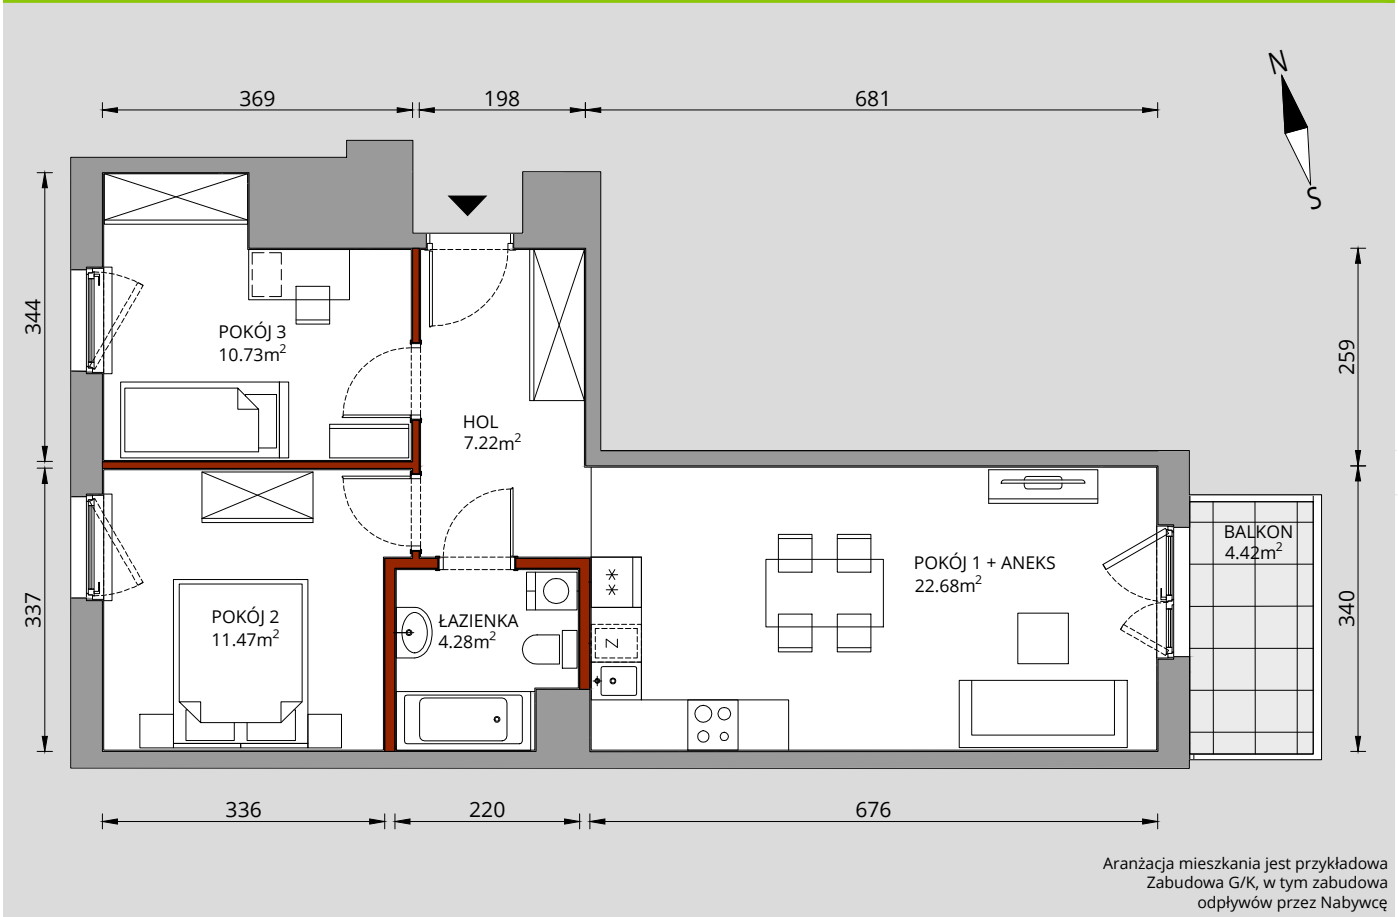 N
S
369
198
681
344
259
337
340
POKÓJ 3
10.73m²
HOL
7.22m²
BALKON
4.42m²
POKÓJ 1 + ANEKS
22.68m²
POKÓJ 2
11.47m²
ŁAZIENKA
4.28m²
**
Z
336
220
676
Aranżacja mieszkania jest przykładowa
Zabudowa G/K, w tym zabudowa
odpływów przez Nabywcę